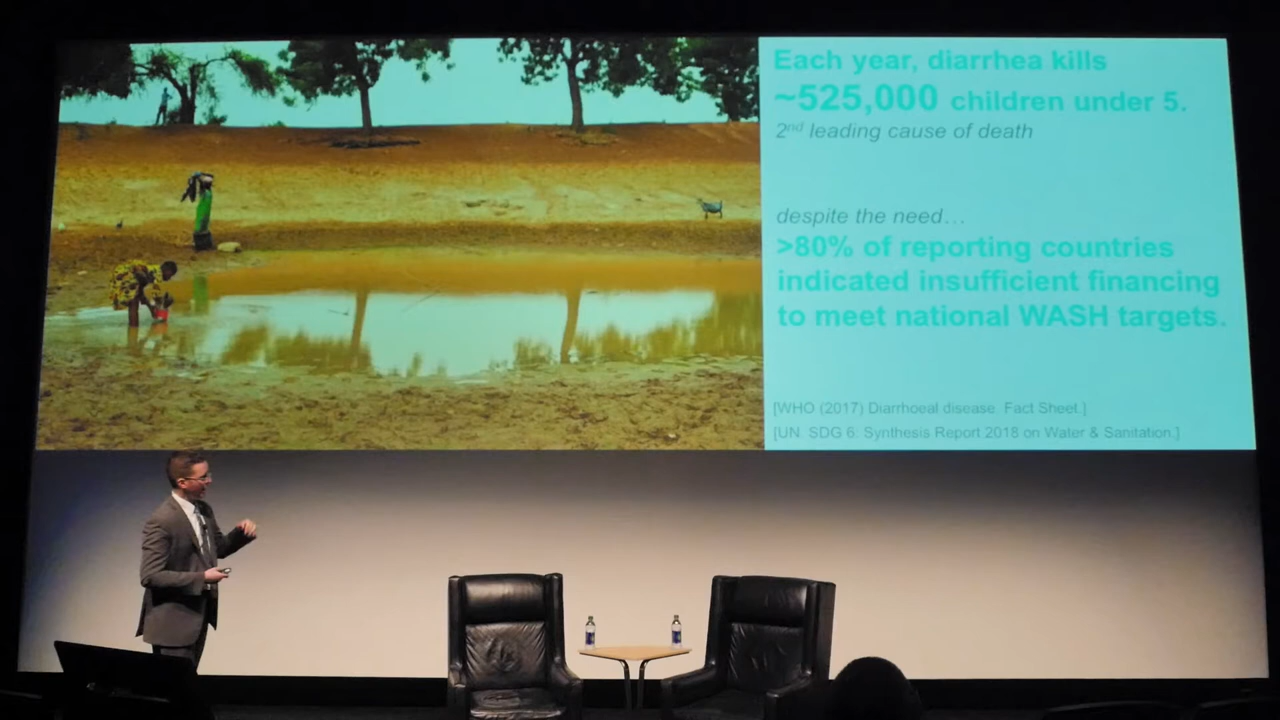 Each year, diarrhea kills
~525,000 children under 5.
2nd leading cause of death
despite the need…
>80% of reporting countries
indicated insufficient financing
to meet national WASH targets.
[WHO (2017) Diarrhoeal disease. Fact Sheet.]
[UN. SDG 6: Synthesis Report 2018 on Water & Sanitation.]